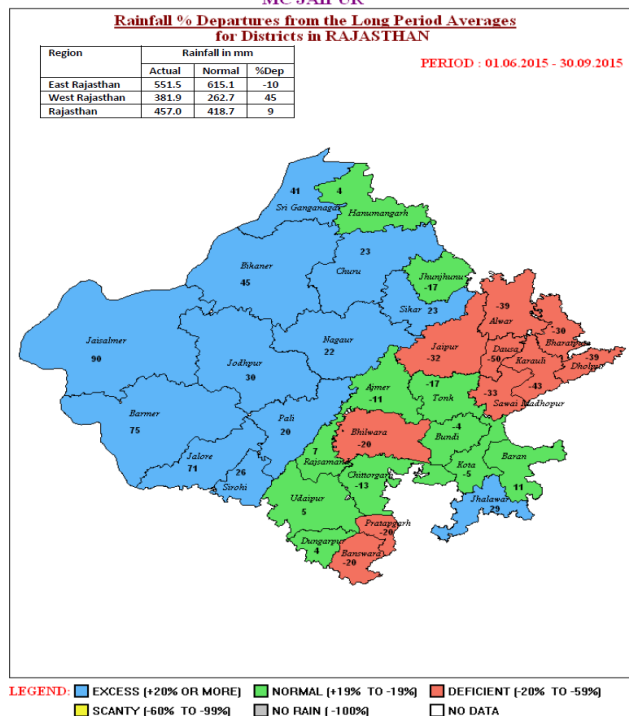 MC JAIPUR
Rainfall % Departures from the Long Period Averages
for Districts in RAJASTHAN
PERIOD : 01.06.2015 - 30.09.2015
Region Rainfall in mm
Actual Normal %Dep
East Rajasthan 551.5 615.1 -10
West Rajasthan 381.9 262.7 45
Rajasthan 457.0 418.7 9
41
Sri Ganganagar
4
Hanumangarh
23
Churu
Bikaner
45
Jhunjhunu
-17
Sikar 23
-39
Alwar
-30
Bharatpur
Jaisalmer
90
Jodhpur
30
Nagaur
22
Jaipur
-32
Dausa
-50
Karauli
-43
-39
Dholpur
-33
Sawai Madhopur
Ajmer
-11
-17
Tonk
Barmer
75
Pali
20
Bhilwara
-20
-4
Bundi
Jalore
71
26
Sirohi
7
Rajsamand
Chittorgarh
-13
Kota
-5
Baran
11
Udaipur
5
Jhalawar
29
Pratapgarh
-20
Dungarpur
4
Banswara
-20
LEGEND: EXCESS (+20% OR MORE) NORMAL (+19% TO -19%) DEFICIENT (-20% TO -59%)
SCANTY (-60% TO -99%) NO RAIN (-100%) NO DATA